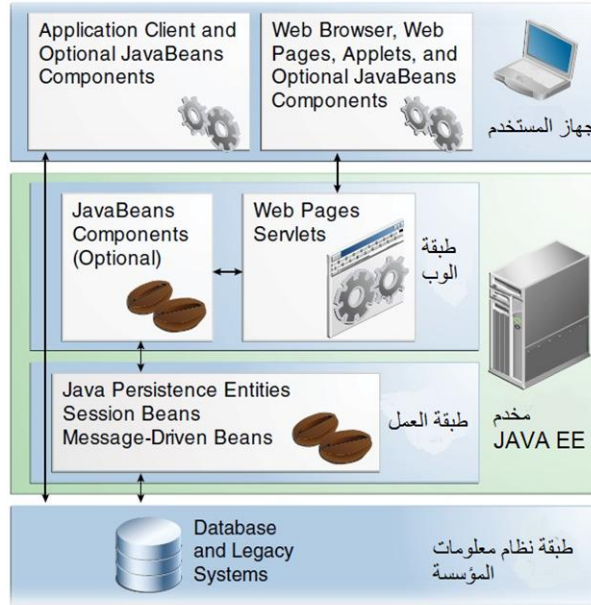 Application Client and
Optional JavaBeans
Components
Web Browser, Web
Pages, Applets, and
Optional JavaBeans
Components
جهاز المستخدم
JavaBeans
Components
(Optional)
Web Pages
Servlets
طبقة
الوب
Java Persistence Entities
Session Beans
Message-Driven Beans
طبقة العمل
مخدم
JAVA EE
Database
and Legacy
Systems
طبقة نظام معلومات
المؤسسة